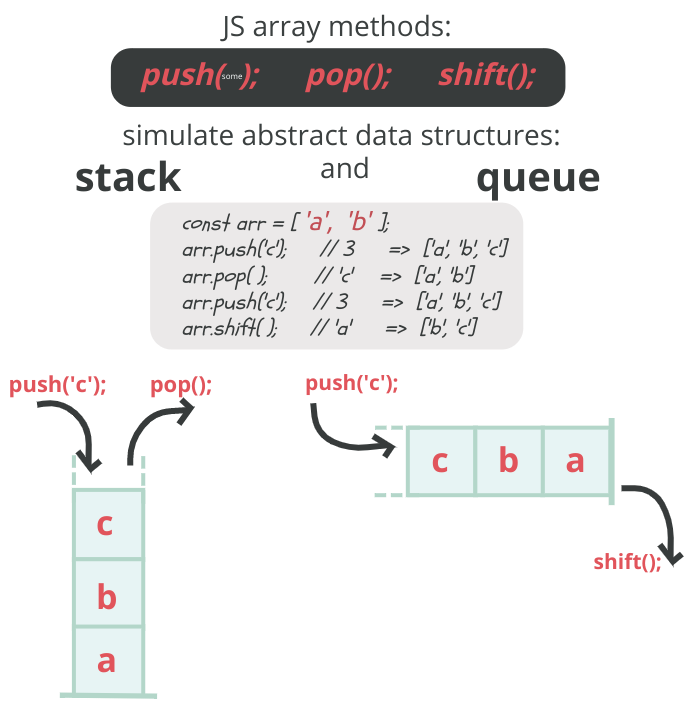 JS array methods:
push(some); pop(); shift();
simulate abstract data structures:
stack and queue
const arr = [ 'a', 'b' ];
arr.push('c'); // 3 => ['a', 'b', 'c']
arr.pop( ); // 'c' => ['a', 'b']
arr.push('c'); // 3 => ['a', 'b', 'c']
arr.shift( ); // 'a' => ['b', 'c']
push('c'); pop(); push('c');
c b a
c
shift();
b
a